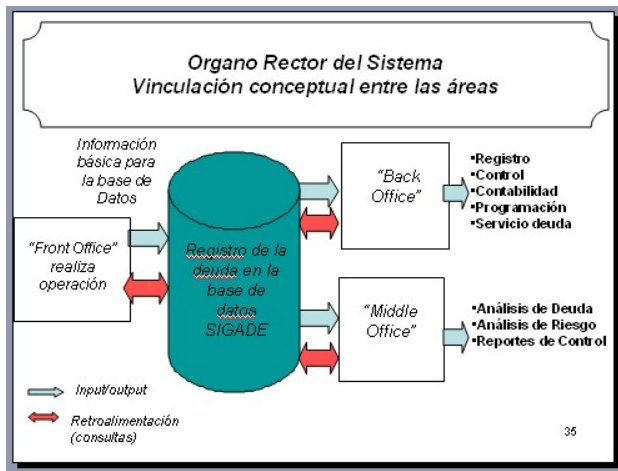 Organo Rector del Sistema
Vinculación conceptual entre las áreas
Información
básica para
la base de
Datos
"Front Office"
realiza
operación
Registro de la
deuda en la
base de
datos
SIGADE
"Back
Office"
•Registro
•Control
•Contabilidad
•Programación
•Servicio deuda
"Middle
Office"
•Análisis de Deuda
•Análisis de Riesgo
•Reportes de Control
Input/output
Retroalimentación
(consultas)
35